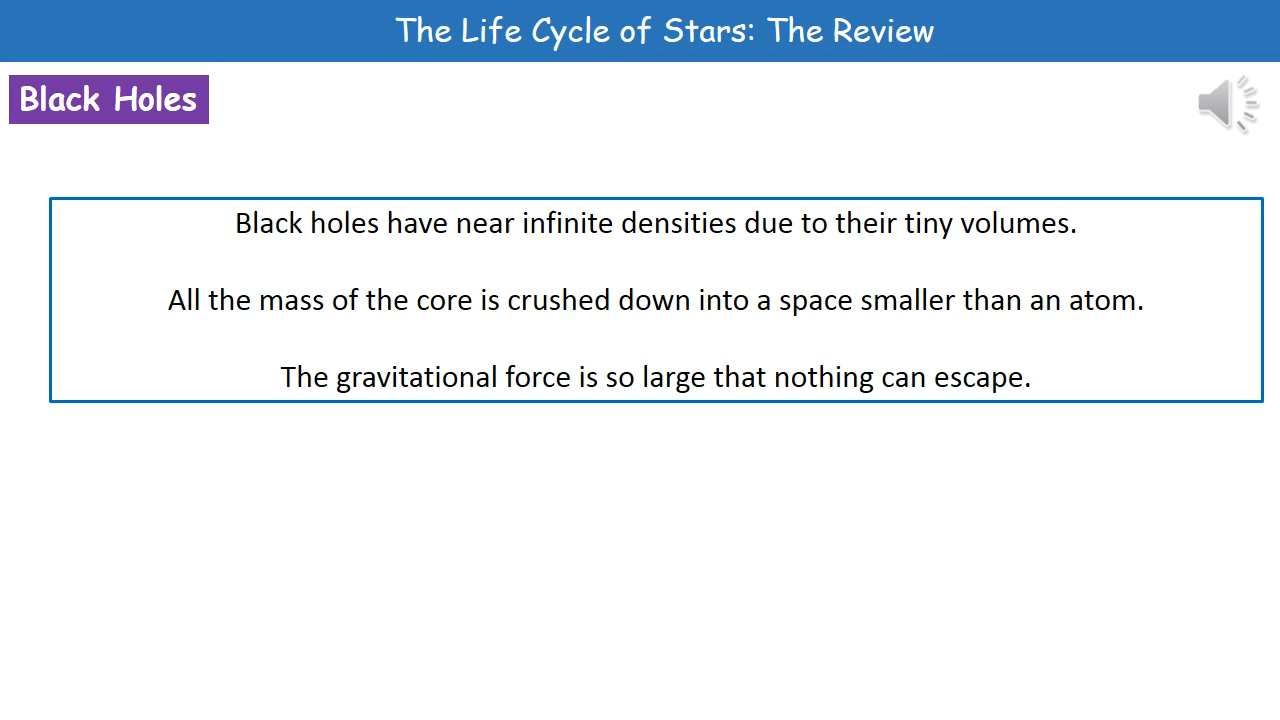 The Life Cycle of Stars: The Review
Black Holes
Black holes have near infinite densities due to their tiny volumes.
All the mass of the core is crushed down into a space smaller than an atom.
The gravitational force is so large that nothing can escape.